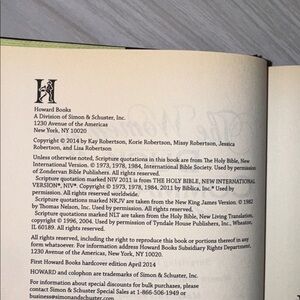 H
Howard Books
A Division of Simon & Schuster, Inc.
1230 Avenue of the Americas
New York, NY 10020
Copyright © 2014 by Kay Robertson, Korie Robertson, Missy Robertson, Jessica
Robertson, and Lisa Robertson
Unless otherwise noted, Scripture quotations in this book are from The Holy Bible, New
International Version. © 1973, 1978, 1984, International Bible Society. Used by permission
of Zondervan Bible Publishers. All rights reserved.
Scripture quotation marked NIV 2011 is from THE HOLY BIBLE, NEW INTERNATIONAL
VERSION®, NIV®. Copyright © 1973, 1978, 1984, 2011 by Biblica, Inc.® Used by
permission. All rights reserved worldwide.
Scripture quotations marked NKJV are taken from the New King James Version. © 1982
by Thomas Nelson, Inc. Used by permission. All rights reserved.
Scripture quotations marked NLT are taken from the Holy Bible, New Living Translation,
copyright © 1996, 2004. Used by permission of Tyndale House Publishers, Inc., Wheaton,
IL 60189. All rights reserved.
All rights reserved, including the right to reproduce this book or portions thereof in any
form whatsoever. For information address Howard Books Subsidiary Rights Department,
1230 Avenue of the Americas, New York, NY 10020.
First Howard Books hardcover edition April 2014
HOWARD and colophon are trademarks of Simon & Schuster, Inc.
For information about special discounts for bulk purchases, please
contact Simon & Schuster Special Sales at 1-866-506-1949 or
business@simonandschuster.com.